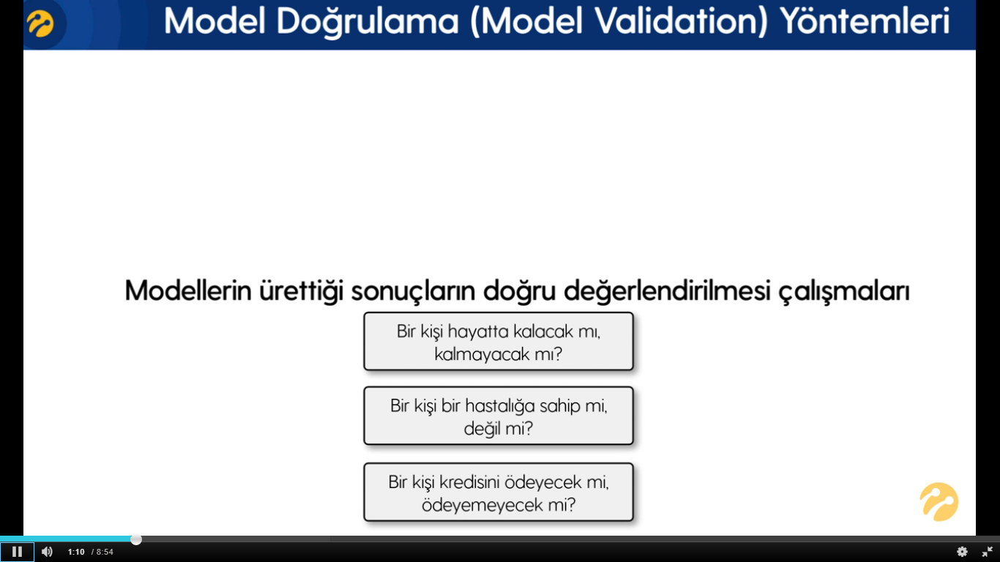 Model Doğrulama (Model Validation) Yöntemleri
Modellerin ürettiği sonuçların doğru değerlendirilmesi çalışmaları
Bir kişi hayatta kalacak mı,
kalmayacak mı?
Bir kişi bir hastalığa sahip mi,
değil mi?
Bir kişi kredisini ödeyecek mi,
ödeyemeyecek mi?
1:10 / 8:54